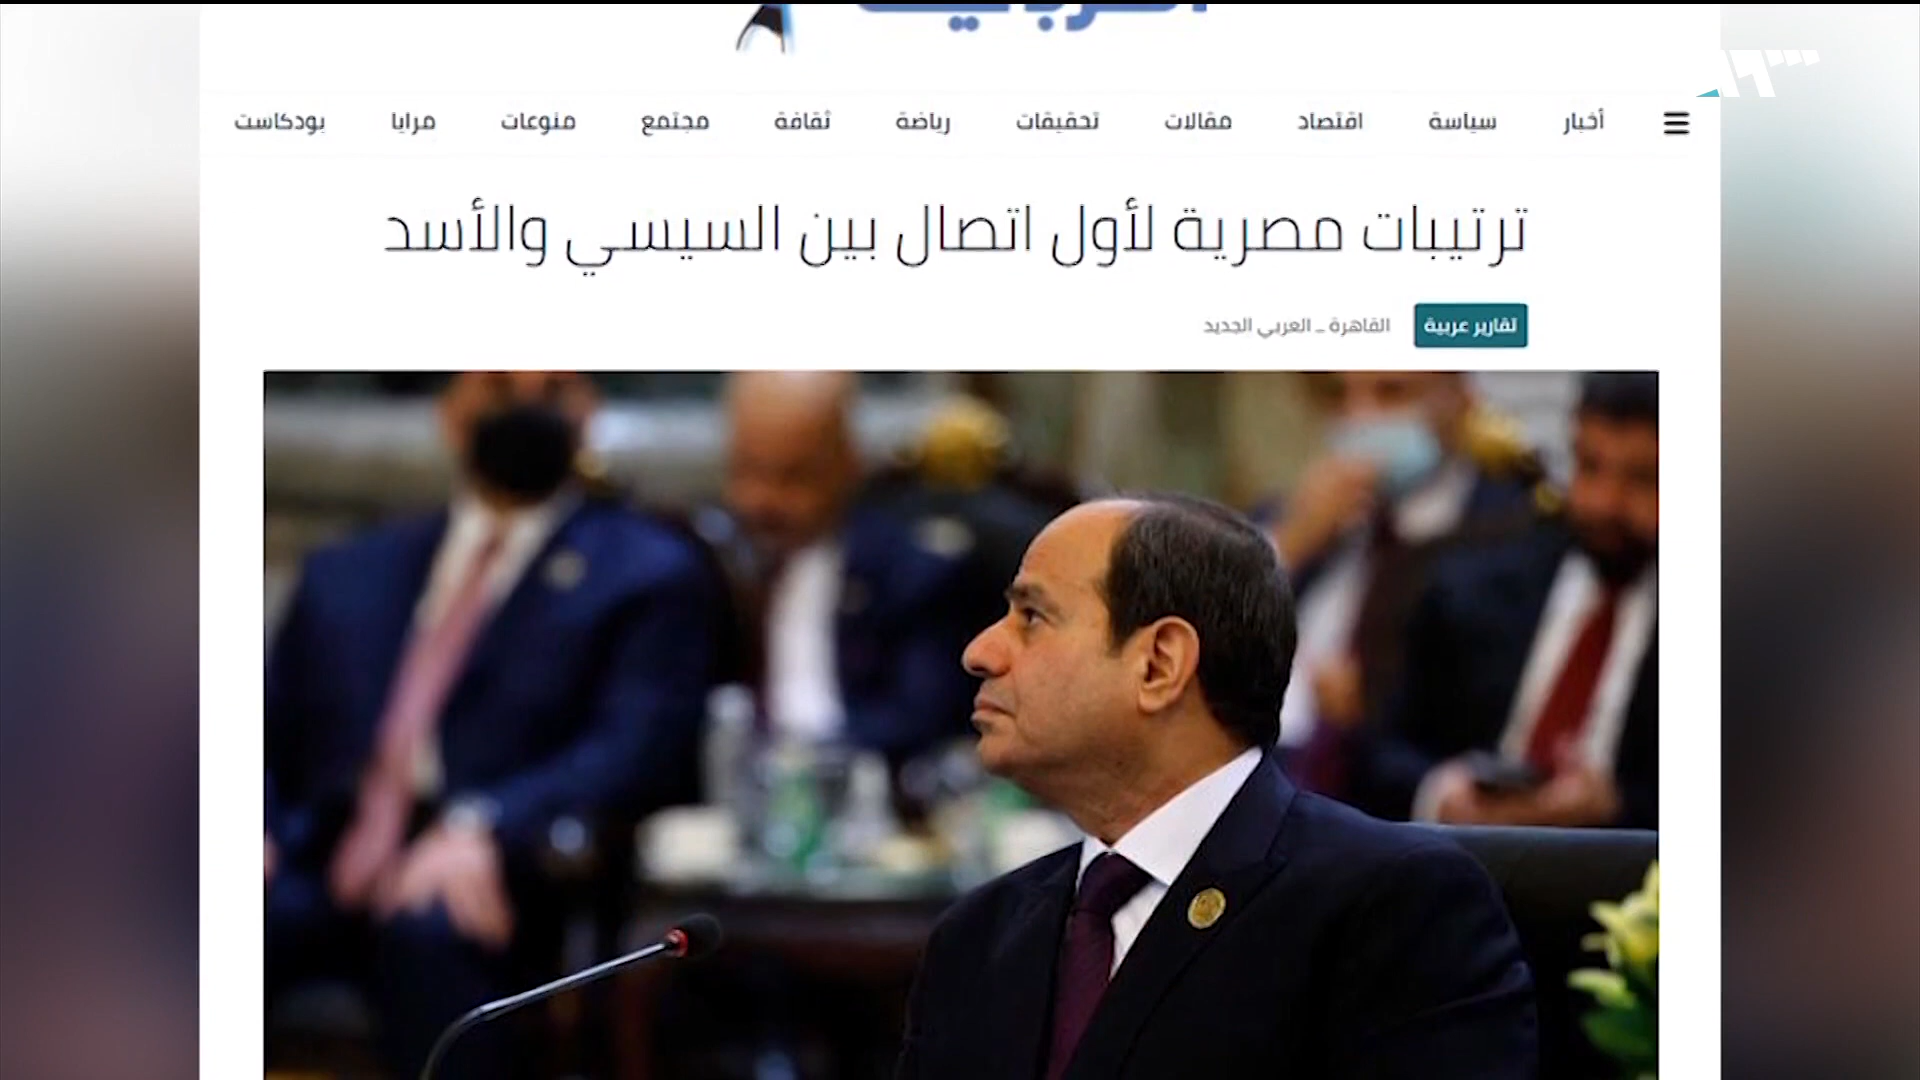 أخبار سياسة اقتصاد مقالات تحقيقات رياضة ثقافة مجتمع منوعات مرايا بودكاست
ترتيبات مصرية لأول اتصال بين السيسي والأسد
تقارير عربية القاهرة ـ العربي الجديد